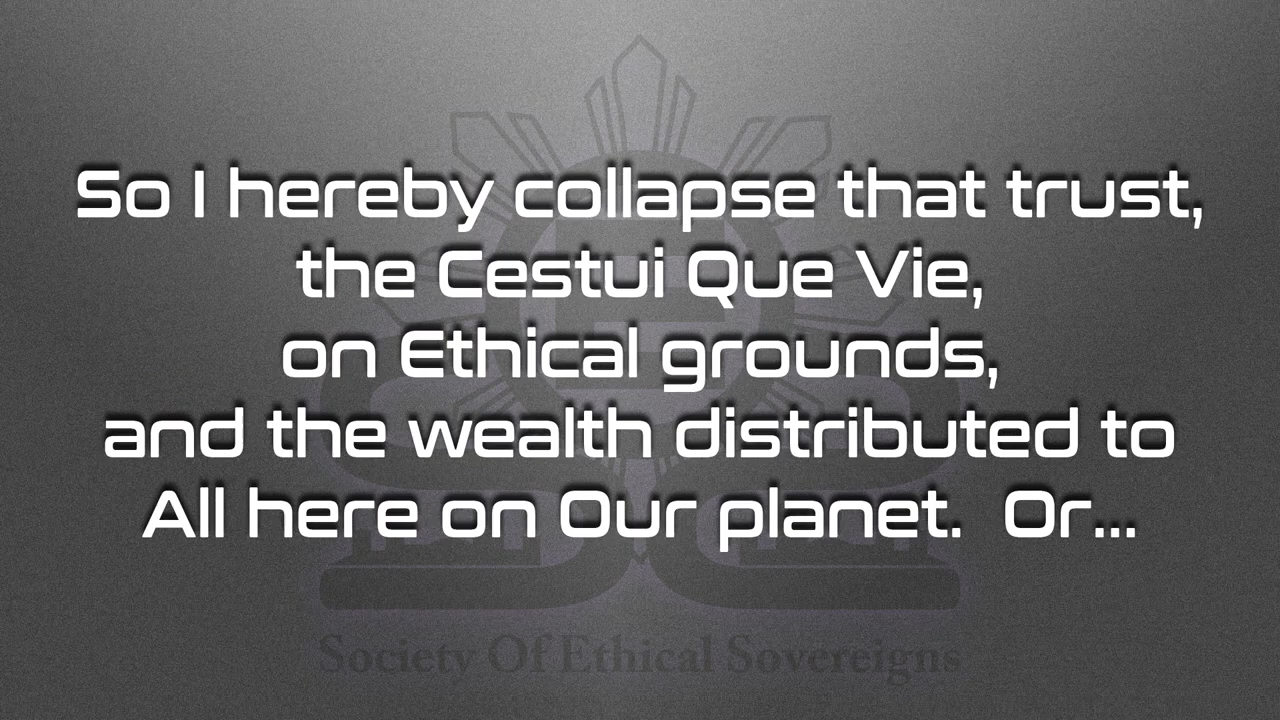 So I hereby collapse that trust,
the Cestui Que Vie,
on Ethical grounds,
and the wealth distributed to
All here on Our planet.  Or...
Society Of Ethical Sovereigns